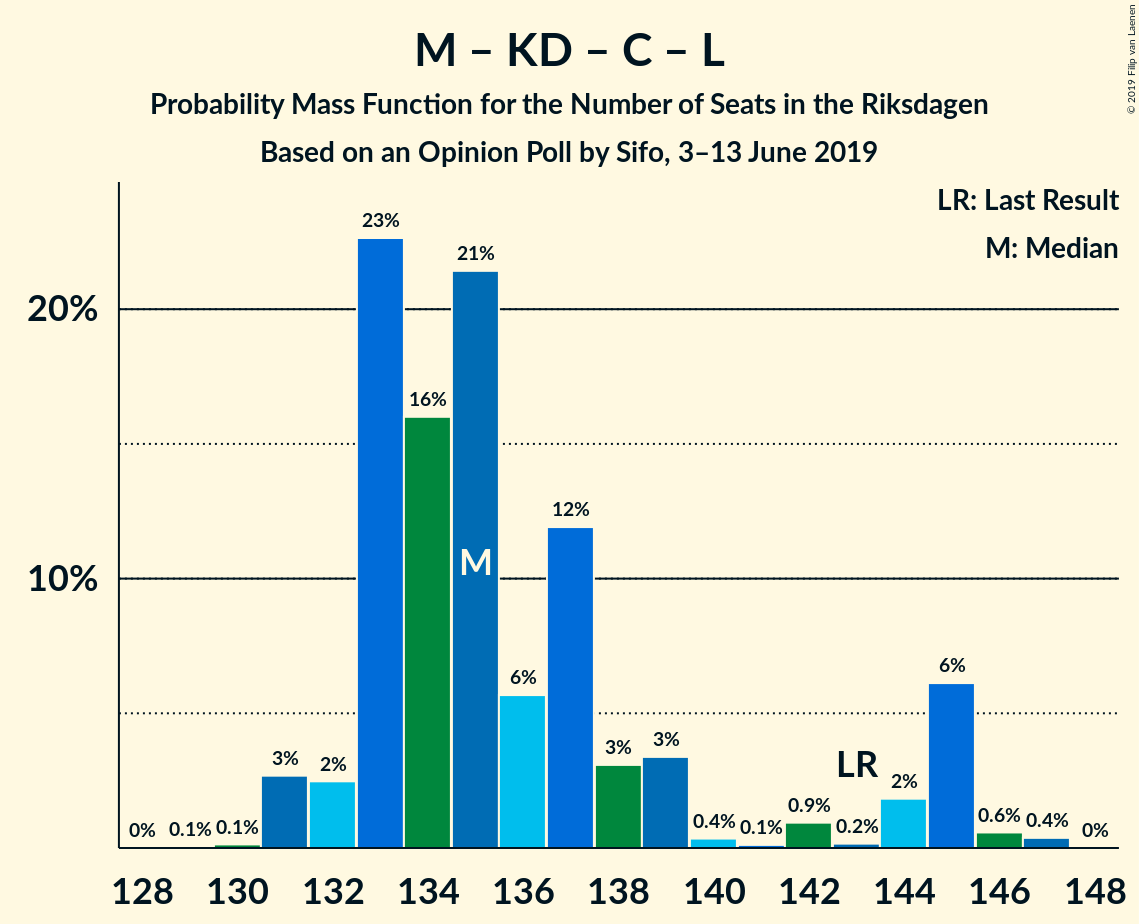 M – KD – C – L
Probability Mass Function for the Number of Seats in the Riksdagen
Based on an Opinion Poll by Sifo, 3–13 June 2019
© 2019 Filip van Laenen
LR: Last Result
M: Median
20%
10%
0%
0.1%
0.1%
3%
2%
23%
16%
21%
M
6%
12%
3%
3%
0.4%
0.1%
0.9%
LR
0.2%
2%
6%
0.6%
0.4%
0%
128 130 132 134 136 138 140 142 144 146 148